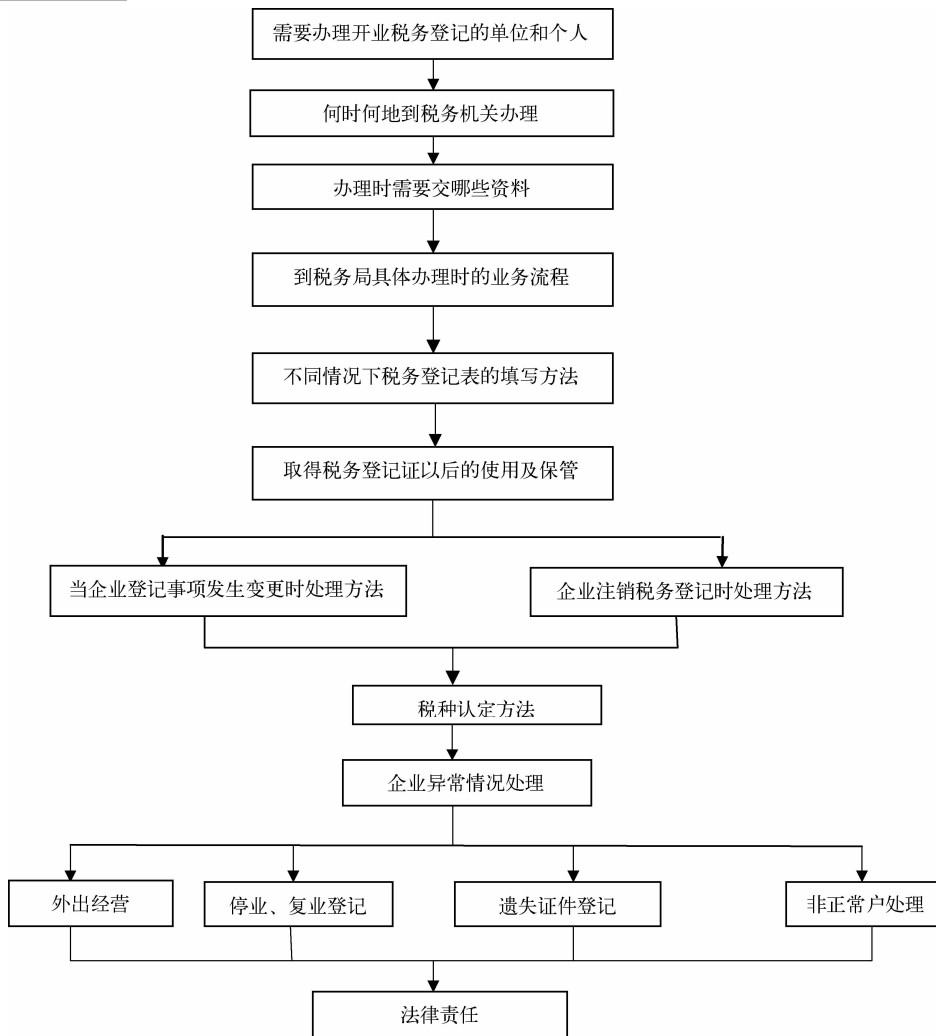 需要办理开业税务登记的单位和个人
何时何地到税务机关办理
办理时需要交哪些资料
到税务局具体办理时的业务流程
不同情况下税务登记表的填写方法
取得税务登记证以后的使用及保管
当企业登记事项发生变更时处理方法
企业注销税务登记时处理方法
税种认定方法
企业异常情况处理
外出经营
停业、复业登记
遗失证件登记
非正常户处理
法律责任